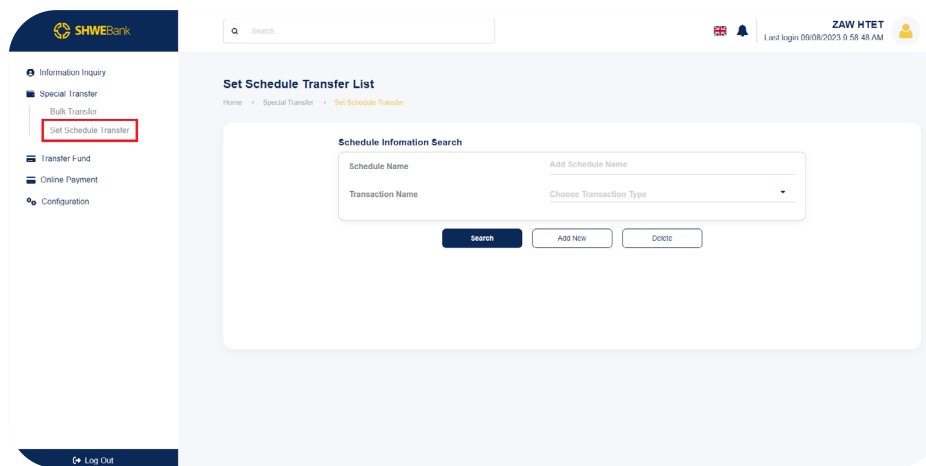 SHWEBank
Search...
ZAW HTET
Last login 09/08/2023 9 58 48 AM
Information Inquiry
Special Transfer
Bulk Transfer
Set Schedule Transfer
Transfer Fund
Online Payment
Configuration
Log Out
Set Schedule Transfer List
Home › Special Transfer › Set Schedule Transfer
Schedule Infomation Search
Schedule Name Add Schedule Name
Transaction Name Choose Transaction Type
Search Add New Delete